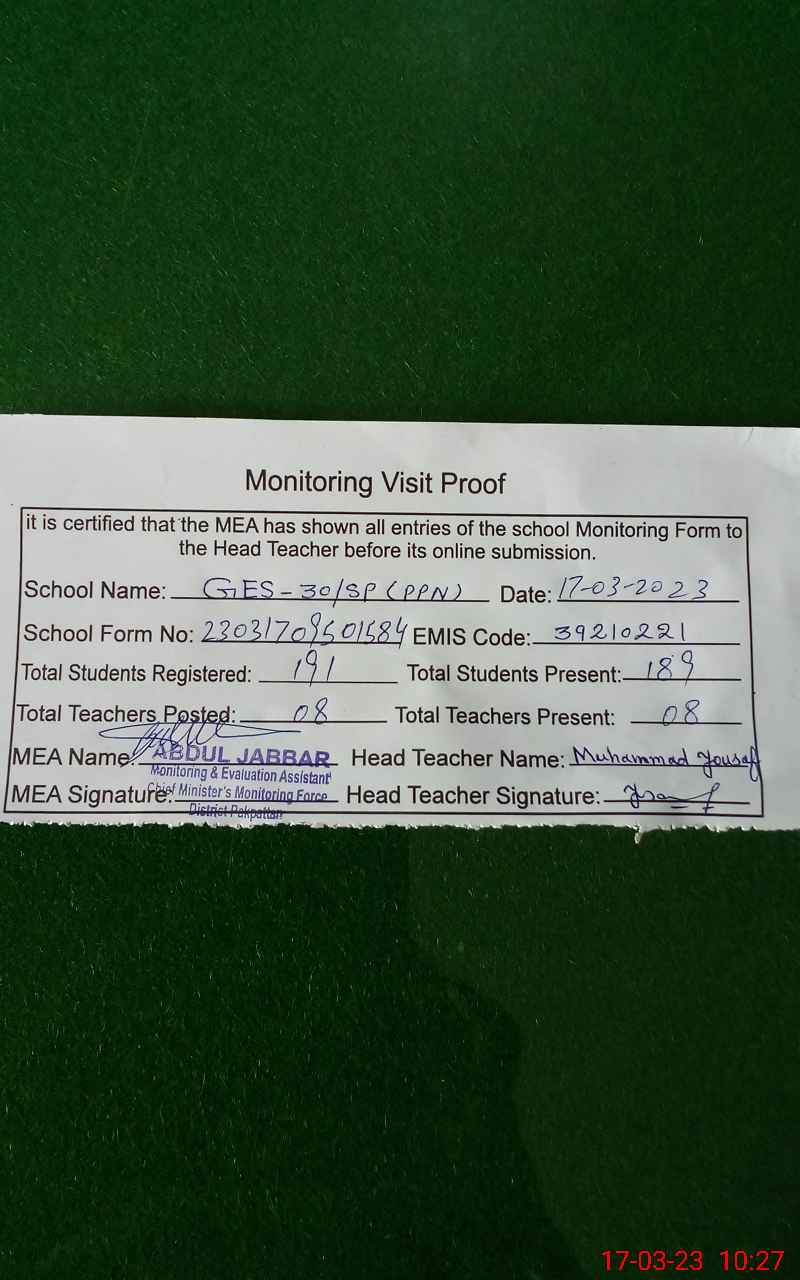 Monitoring Visit Proof
it is certified that the MEA has shown all entries of the school Monitoring Form to
the Head Teacher before its online submission.
School Name: GES-30/SP (PPN) Date: 17-03-2023
School Form No: 23031709501584 EMIS Code: 39210221
Total Students Registered: 191 Total Students Present: 189
Total Teachers Posted: 08 Total Teachers Present: 08
MEA Name: ABDUL JABBAR Head Teacher Name: Muhammad Yousaf
Monitoring & Evaluation Assistant
MEA Signature: Chief Minister's Monitoring Force Head Teacher Signature:
District Pakpattan
17-03-23 10:27